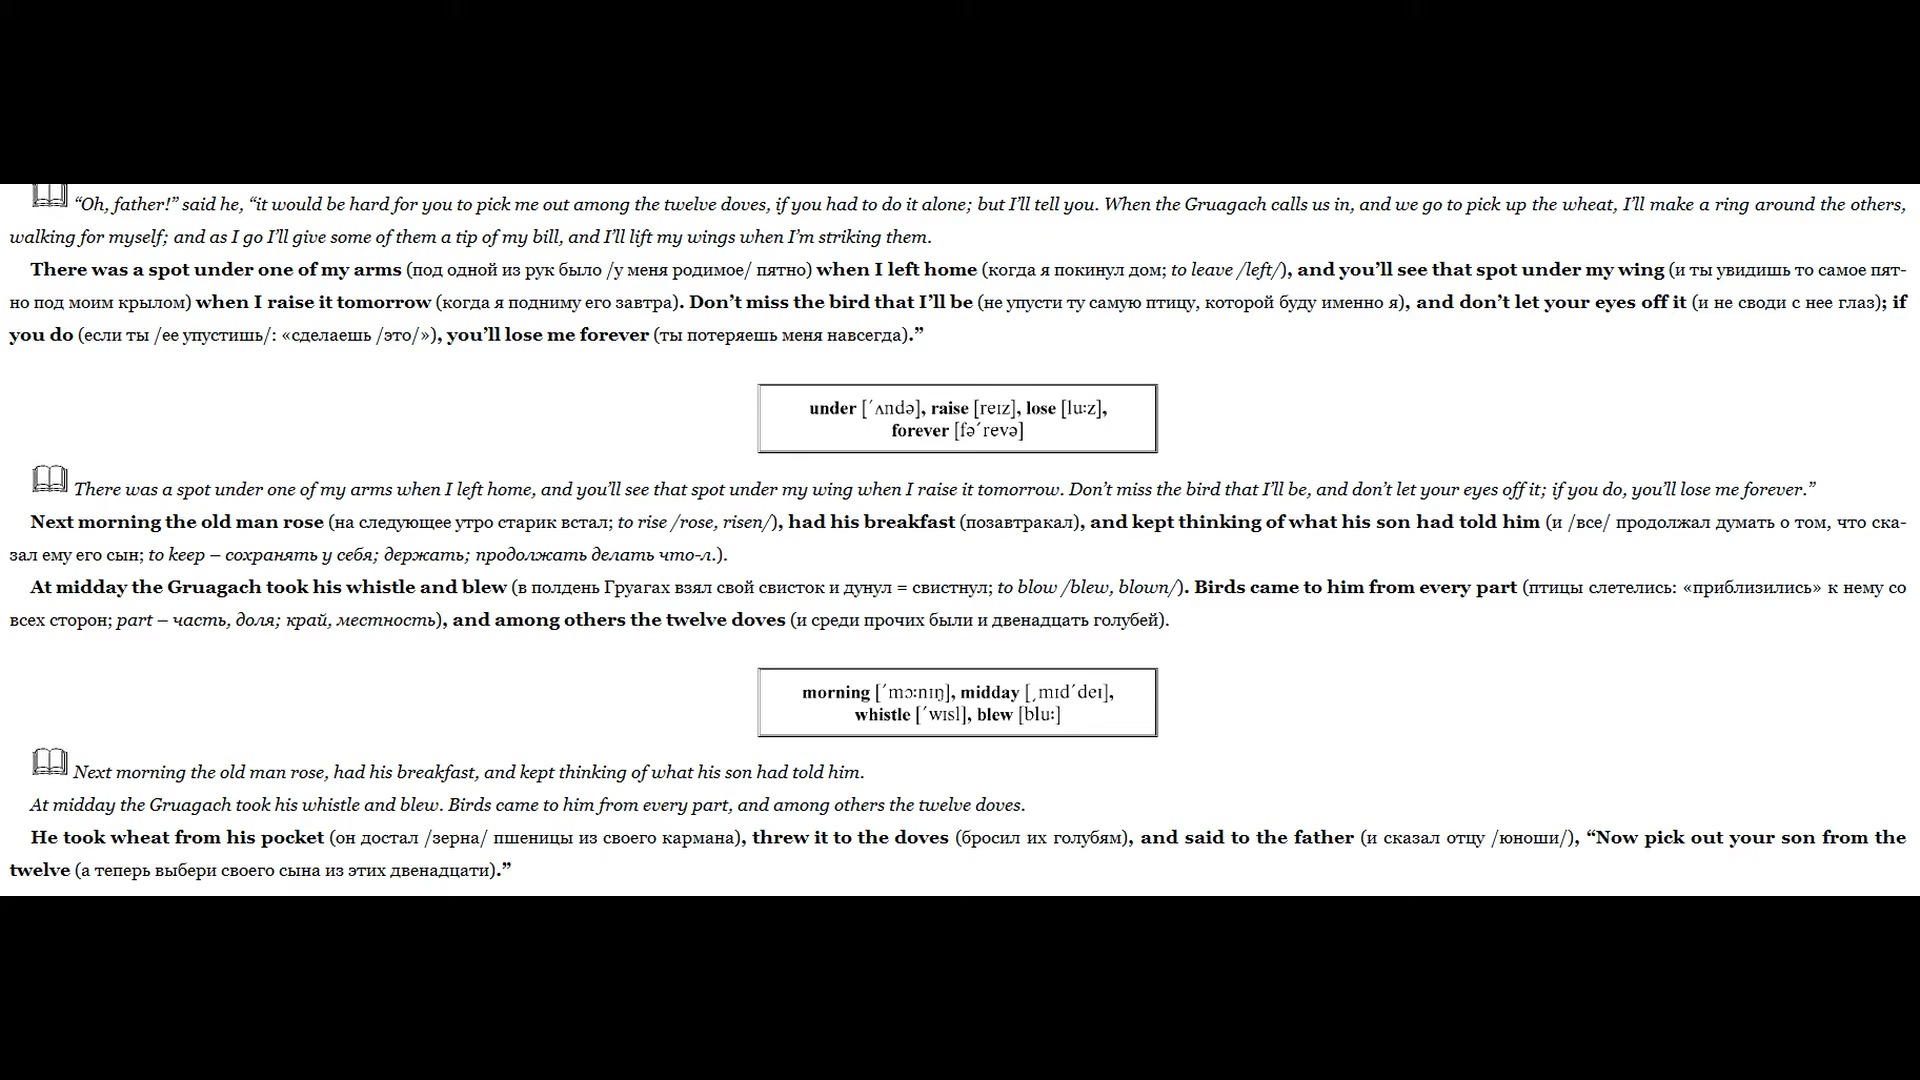 “Oh, father!” said he, “it would be hard for you to pick me out among the twelve doves, if you had to do it alone; but I’ll tell you. When the Gruagach calls us in, and we go to pick up the wheat, I’ll make a ring around the others,
walking for myself; and as I go I’ll give some of them a tip of my bill, and I’ll lift my wings when I’m striking them.
There was a spot under one of my arms (под одной из рук было /у меня родимое/ пятно) when I left home (когда я покинул дом; to leave /left/), and you’ll see that spot under my wing (и ты увидишь то самое пят-
но под моим крылом) when I raise it tomorrow (когда я подниму его завтра). Don’t miss the bird that I’ll be (не упусти ту самую птицу, которой буду именно я), and don’t let your eyes off it (и не своди с нее глаз); if
you do (если ты /ее упустишь/: «сделаешь /это/»), you’ll lose me forever (ты потеряешь меня навсегда).”
under [ˊʌndə], raise [reɪz], lose [lu:z],
forever [fəˊrevə]
There was a spot under one of my arms when I left home, and you’ll see that spot under my wing when I raise it tomorrow. Don’t miss the bird that I’ll be, and don’t let your eyes off it; if you do, you’ll lose me forever.”
Next morning the old man rose (на следующее утро старик встал; to rise /rose, risen/), had his breakfast (позавтракал), and kept thinking of what his son had told him (и /все/ продолжал думать о том, что ска-
зал ему его сын; to keep – сохранять у себя; держать; продолжать делать что-л.).
At midday the Gruagach took his whistle and blew (в полдень Груагах взял свой свисток и дунул = свистнул; to blow /blew, blown/). Birds came to him from every part (птицы слетелись: «приблизились» к нему со
всех сторон; part – часть, доля; край, местность), and among others the twelve doves (и среди прочих были и двенадцать голубей).
morning [ˊmɔ:nɪŋ], midday [ˏmɪdˊdeɪ],
whistle [ˊwɪsl], blew [blu:]
Next morning the old man rose, had his breakfast, and kept thinking of what his son had told him.
At midday the Gruagach took his whistle and blew. Birds came to him from every part, and among others the twelve doves.
He took wheat from his pocket (он достал /зерна/ пшеницы из своего кармана), threw it to the doves (бросил их голубям), and said to the father (и сказал отцу /юноши/), “Now pick out your son from the
twelve (а теперь выбери своего сына из этих двенадцати).”